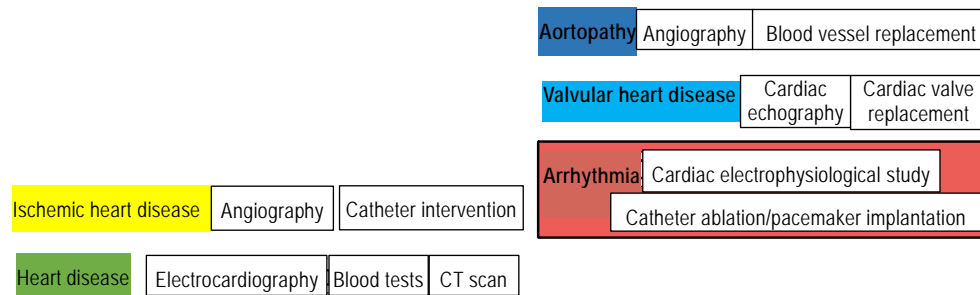 Aortopathy Angiography Blood vessel replacement
Valvular heart disease Cardiac echography Cardiac valve replacement
Arrhythmia Cardiac electrophysiological study
Catheter ablation/pacemaker implantation
Ischemic heart disease Angiography Catheter intervention
Heart disease Electrocardiography Blood tests CT scan